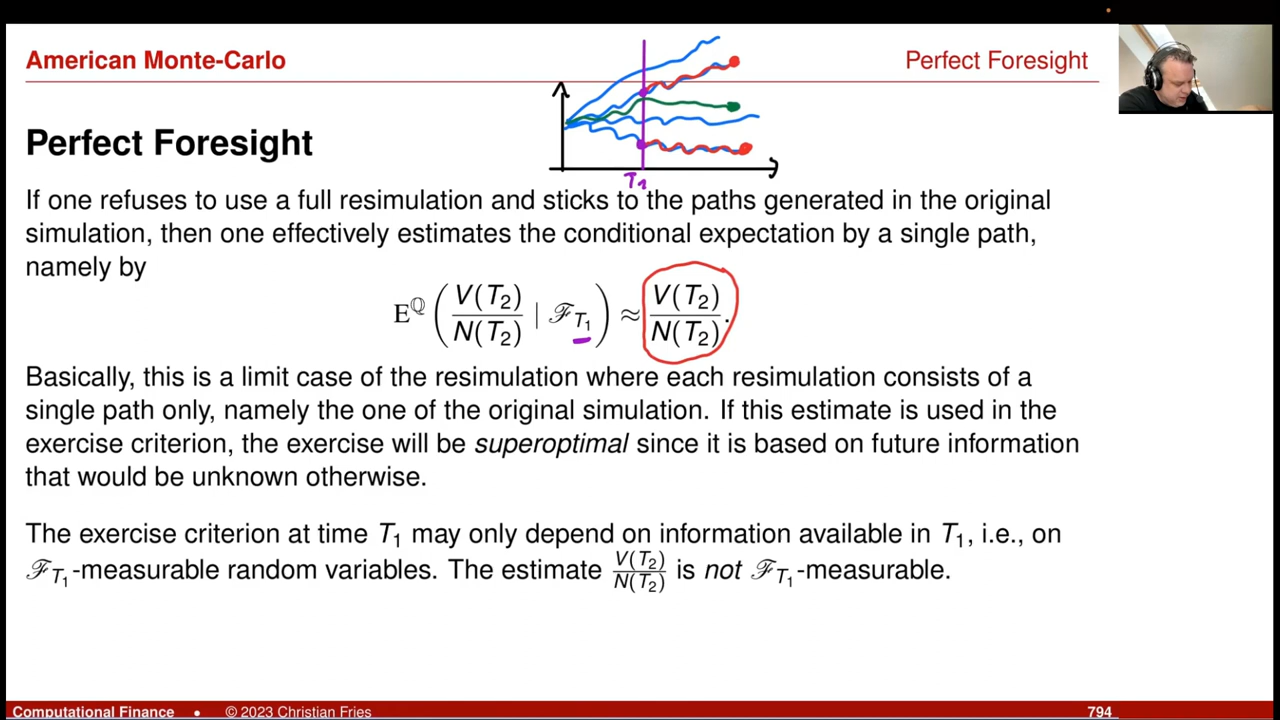 American Monte-Carlo
Perfect Foresight
Perfect Foresight
T₁
If one refuses to use a full resimulation and sticks to the paths generated in the original
simulation, then one effectively estimates the conditional expectation by a single path,
namely by
E^ℚ ( V(T₂) / N(T₂) | ℱ_T₁ ) ≈ V(T₂) / N(T₂) .
Basically, this is a limit case of the resimulation where each resimulation consists of a
single path only, namely the one of the original simulation. If this estimate is used in the
exercise criterion, the exercise will be superoptimal since it is based on future information
that would be unknown otherwise.
The exercise criterion at time T₁ may only depend on information available in T₁, i.e., on
ℱ_T₁-measurable random variables. The estimate V(T₂)/N(T₂) is not ℱ_T₁-measurable.
Computational Finance • © 2023 Christian Fries 794